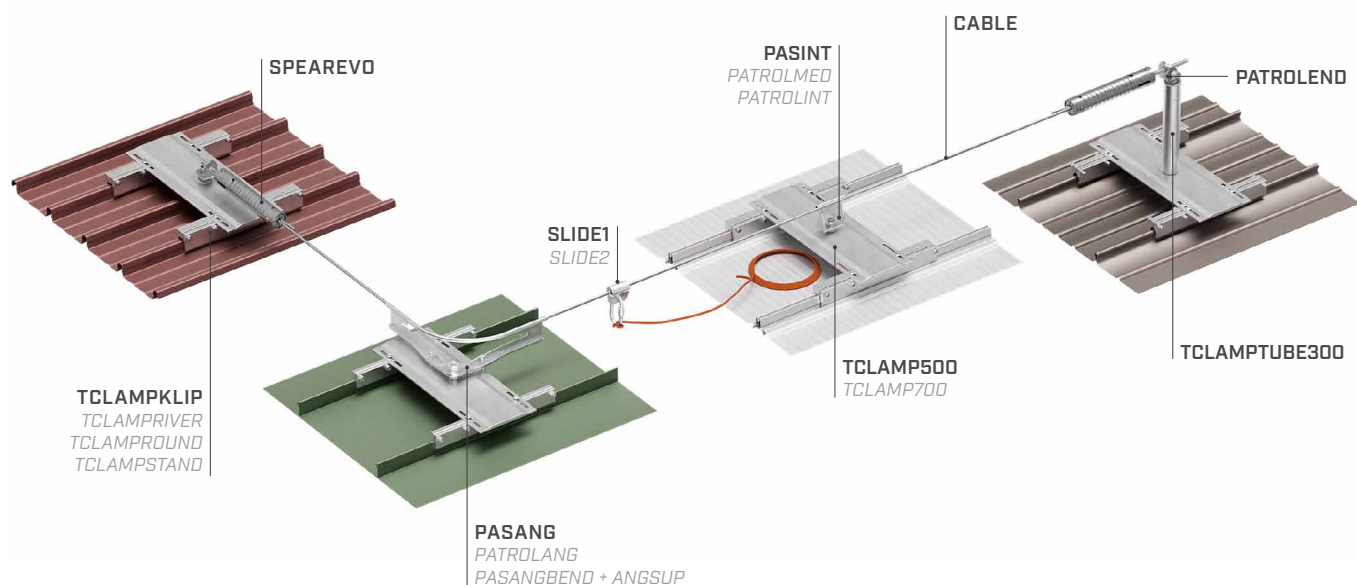 CABLE
PASINT
PATROLMED
PATROLINT
SPEAREVO
PATROLEND
SLIDE1
SLIDE2
TCLAMPTUBE300
TCLAMP500
TCLAMP700
TCLAMPKLIP
TCLAMPRIVER
TCLAMPROUND
TCLAMPSTAND
PASANG
PATROLANG
PASANGBEND + ANGSUP